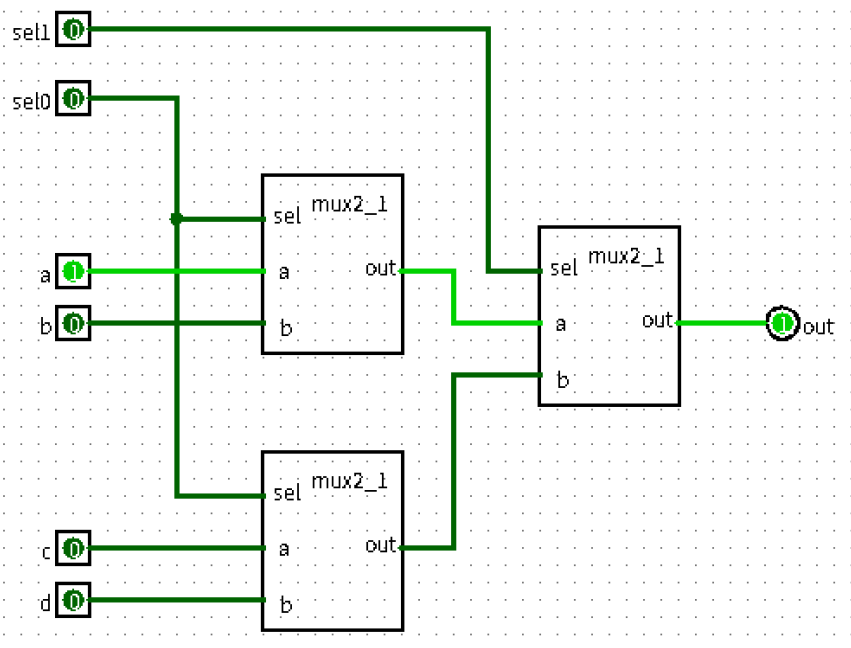 sel1 0
sel0 0
mux2_1
sel
a 1 a out
b 0 b
mux2_1
sel
a out 1 out
b
mux2_1
sel
c 0 a out
d 0 b